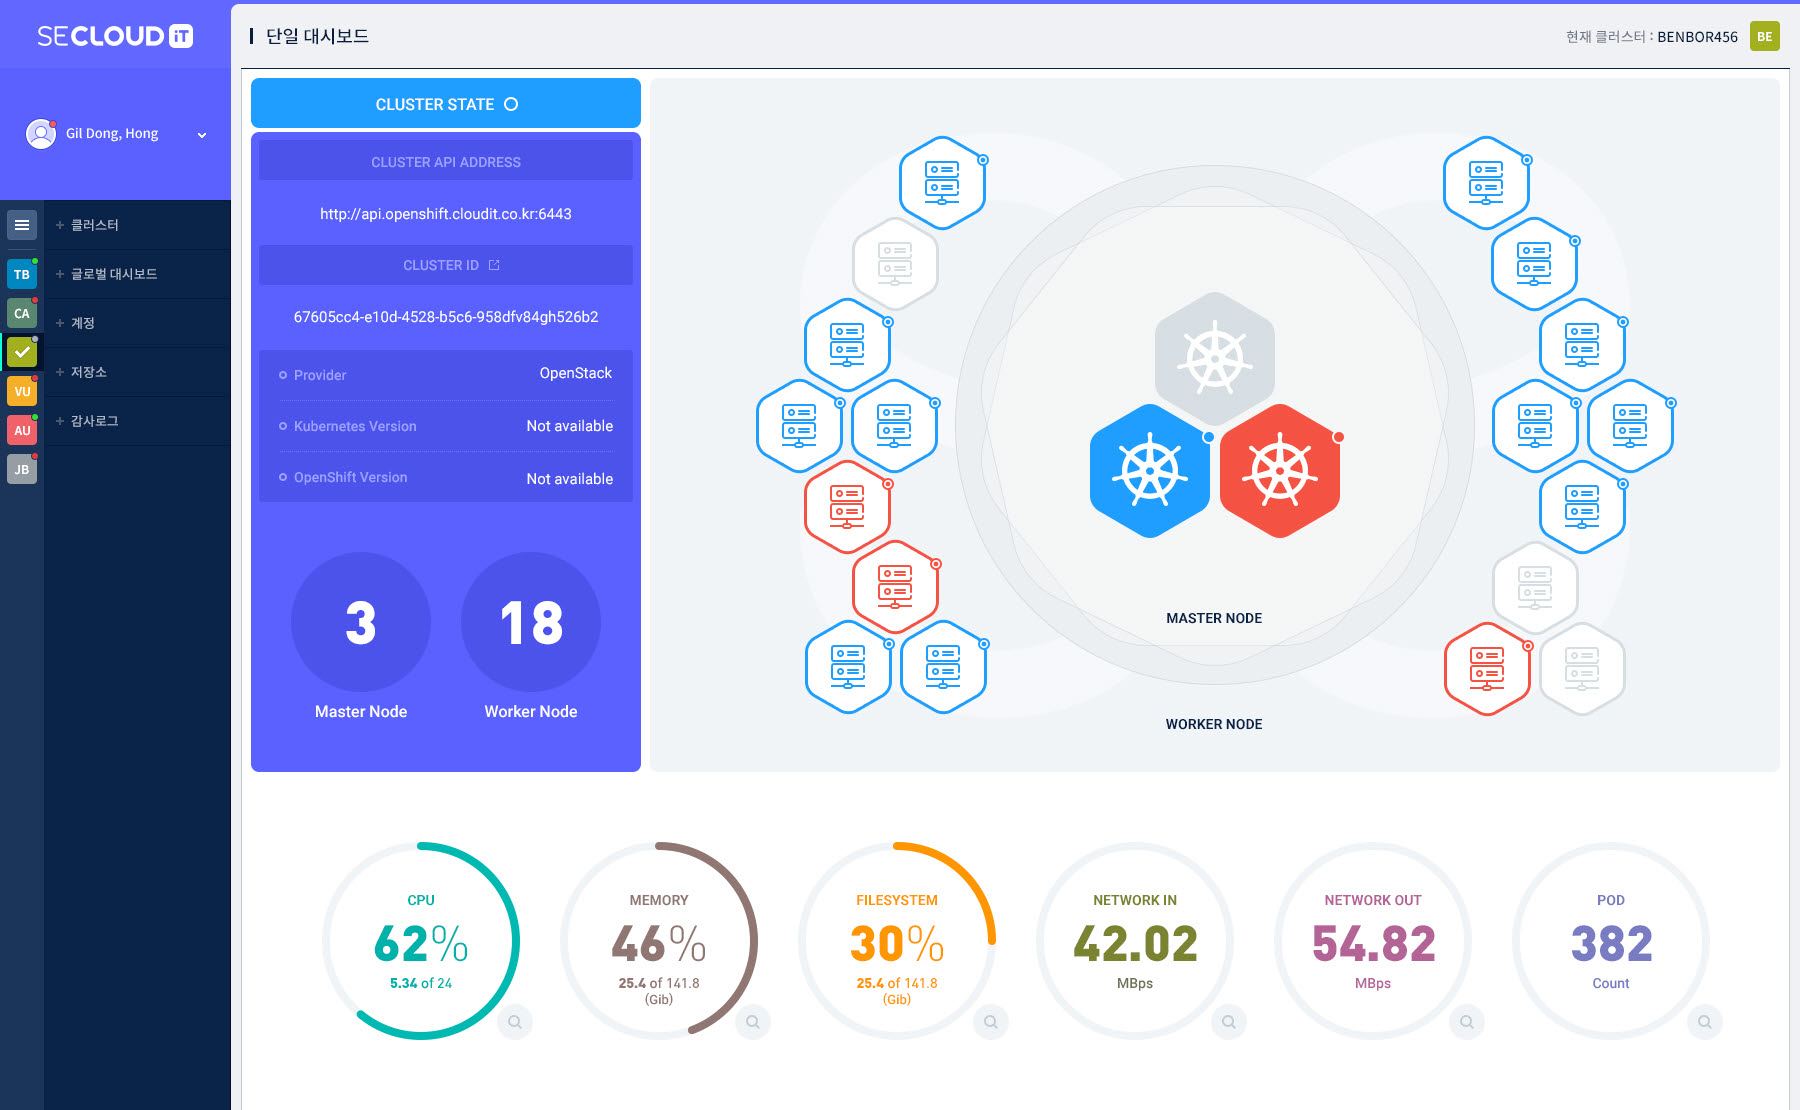 SECLOUDiT
단일 대시보드
현재 클러스터 : BENBOR456
BE
Gil Dong, Hong
클러스터
TB
글로벌 대시보드
CA
계정
저장소
VU
감사로그
AU
JB
CLUSTER STATE
CLUSTER API ADDRESS
http://api.openshift.cloudit.co.kr:6443
CLUSTER ID
67605cc4-e10d-4528-b5c6-958dfv84gh526b2
Provider OpenStack
Kubernetes Version Not available
OpenShift Version Not available
3
18
Master Node
Worker Node
MASTER NODE
WORKER NODE
CPU
62%
5.34 of 24
MEMORY
46%
25.4 of 141.8
(Gib)
FILESYSTEM
30%
25.4 of 141.8
(Gib)
NETWORK IN
42.02
MBps
NETWORK OUT
54.82
MBps
POD
382
Count